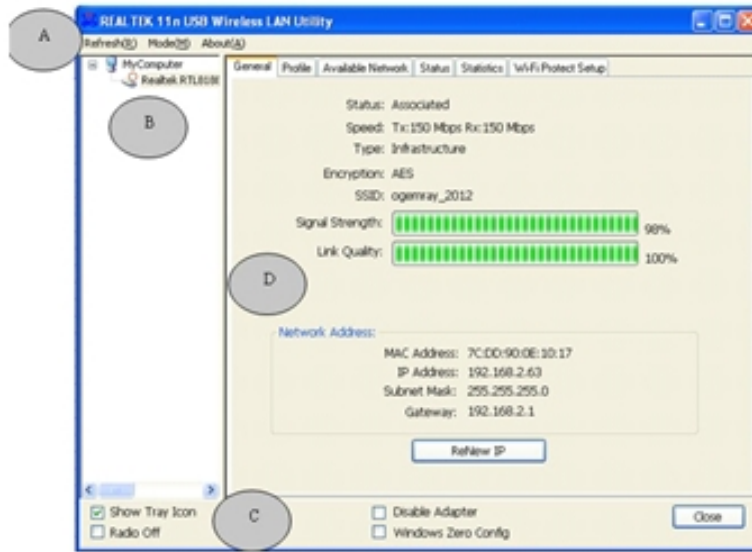 REALTEK 11n USB Wireless LAN Utility
A
Refresh(R) Mode(M) About(A)
MyComputer
Realtek RTL8188
B
General Profile Available Network Status Statistics Wi-Fi Protect Setup
Status: Associated
Speed: Tx:150 Mbps Rx:150 Mbps
Type: Infrastructure
Encryption: AES
SSID: ogemray_2012
Signal Strength: 98%
Link Quality: 100%
D
Network Address:
MAC Address: 7C:DD:90:0E:10:17
IP Address: 192.168.2.63
Subnet Mask: 255.255.255.0
Gateway: 192.168.2.1
ReNew IP
Show Tray Icon
Radio Off
C
Disable Adapter
Windows Zero Config
Close